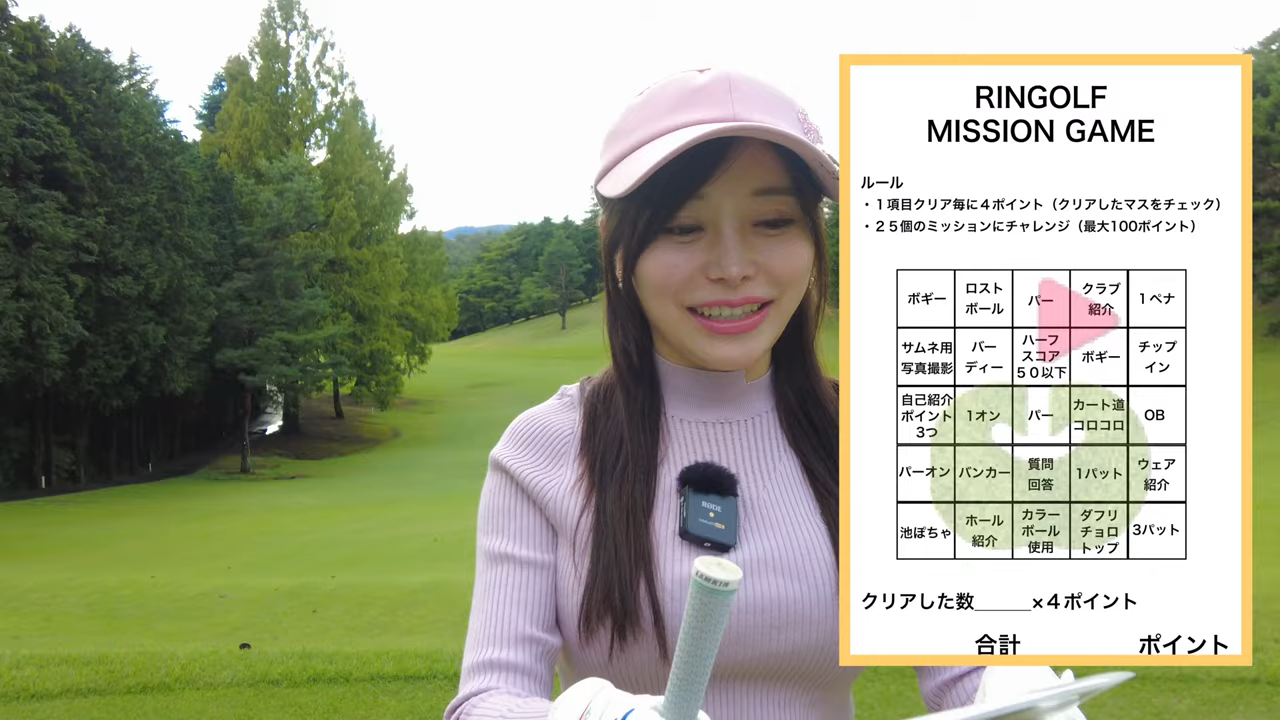 RINGOLF
MISSION GAME
ルール
・１項目クリア毎に４ポイント（クリアしたマスをチェック）
・２５個のミッションにチャレンジ（最大100ポイント）
ボギー
ロスト
ボール
パー
クラブ
紹介
１ペナ
サムネ用
写真撮影
バー
ディー
ハーフ
スコア
５０以下
ボギー
チップ
イン
自己紹介
ポイント
3つ
1オン
パー
カート道
コロコロ
OB
パーオン
バンカー
質問
回答
1パット
ウェア
紹介
池ぽちゃ
ホール
紹介
カラー
ボール
使用
ダフリ
チョロ
トップ
3パット
クリアした数_____×４ポイント
合計 ポイント
RØDE